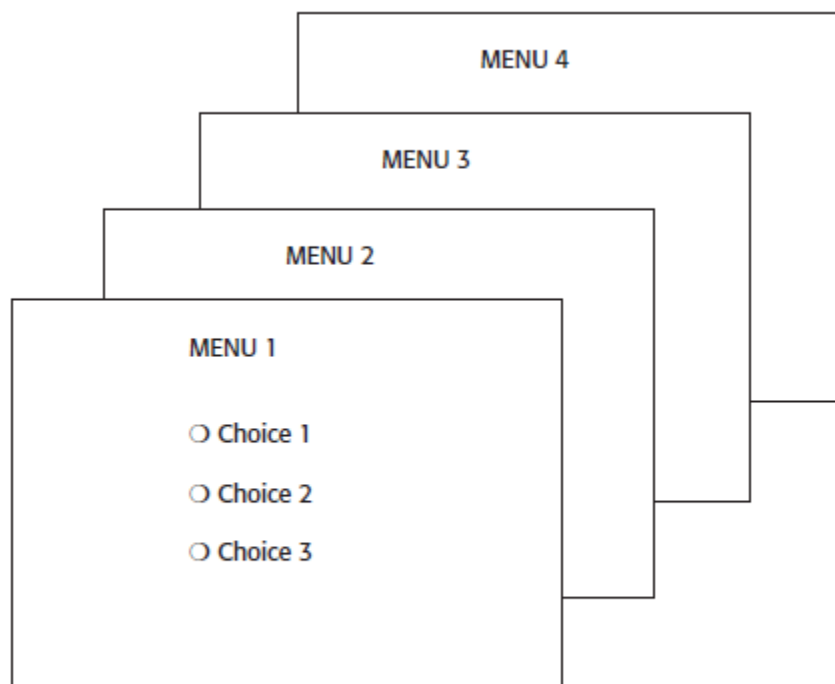 MENU 4
MENU 3
MENU 2
MENU 1
❍ Choice 1
❍ Choice 2
❍ Choice 3